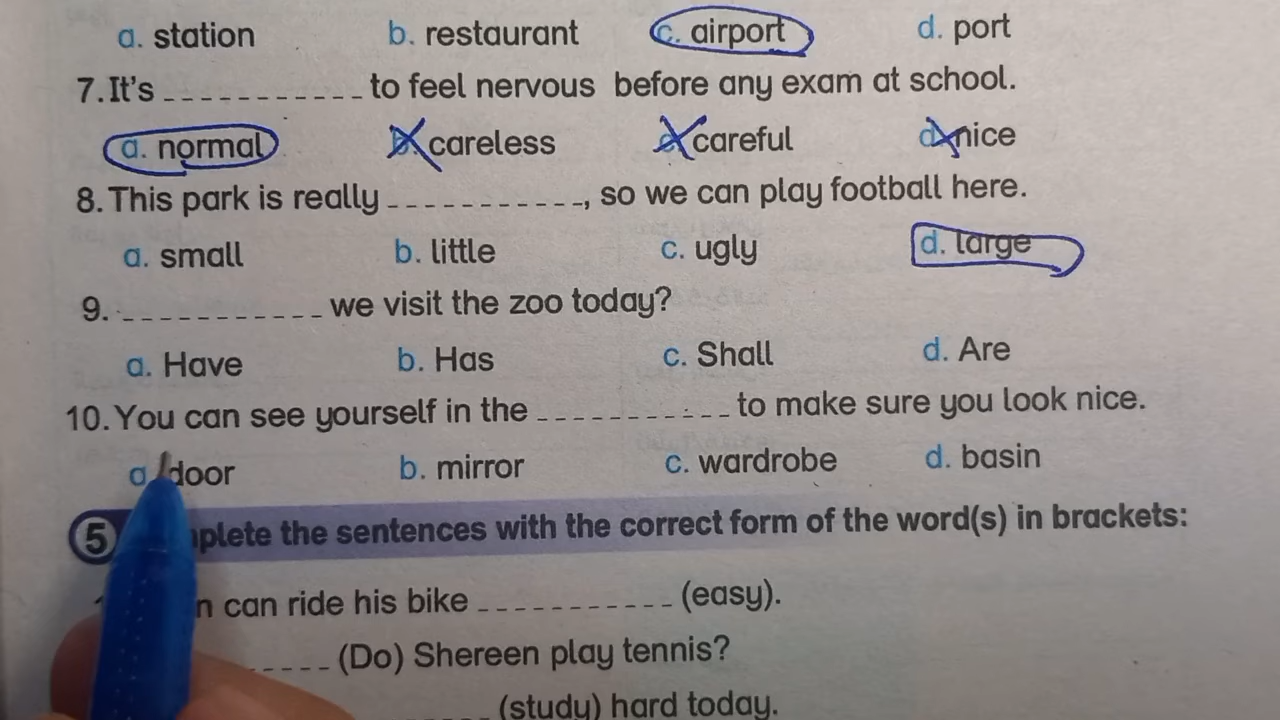 a. station b. restaurant c. airport d. port
7. It's ___________ to feel nervous before any exam at school.
a. normal b. careless c. careful d. nice
8. This park is really ___________, so we can play football here.
a. small b. little c. ugly d. large
9. ___________ we visit the zoo today?
a. Have b. Has c. Shall d. Are
10. You can see yourself in the ___________ to make sure you look nice.
a. door b. mirror c. wardrobe d. basin
5 the sentences with the correct form of the word(s) in brackets:
can ride his bike ___________ (easy).
____ (Do) Shereen play tennis?
(study) hard today.